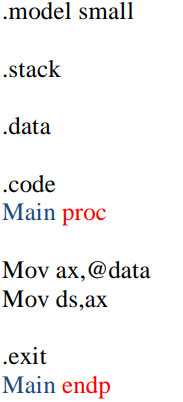 .model small
.stack
.data
.code
Main proc
Mov ax,@data
Mov ds,ax
.exit
Main endp